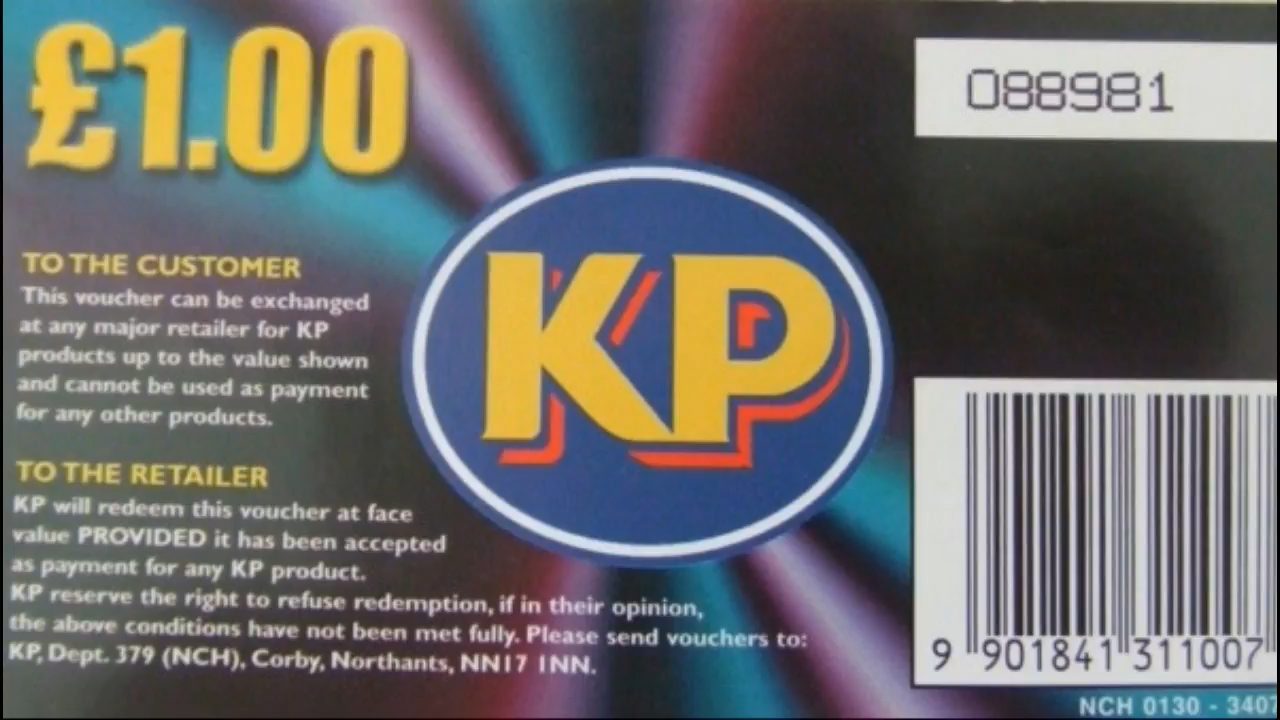 £1.00
088981
KP
TO THE CUSTOMER
This voucher can be exchanged
at any major retailer for KP
products up to the value shown
and cannot be used as payment
for any other products.
TO THE RETAILER
KP will redeem this voucher at face
value PROVIDED it has been accepted
as payment for any KP product.
KP reserve the right to refuse redemption, if in their opinion,
the above conditions have not been met fully. Please send vouchers to:
KP, Dept. 379 (NCH), Corby, Northants, NN17 1NN.
9 901841 311007
NCH 0130 - 3407